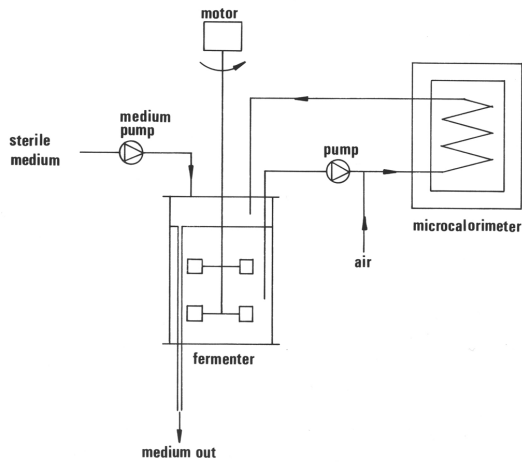 motor
medium
pump
sterile
medium
pump
air
microcalorimeter
fermenter
medium out